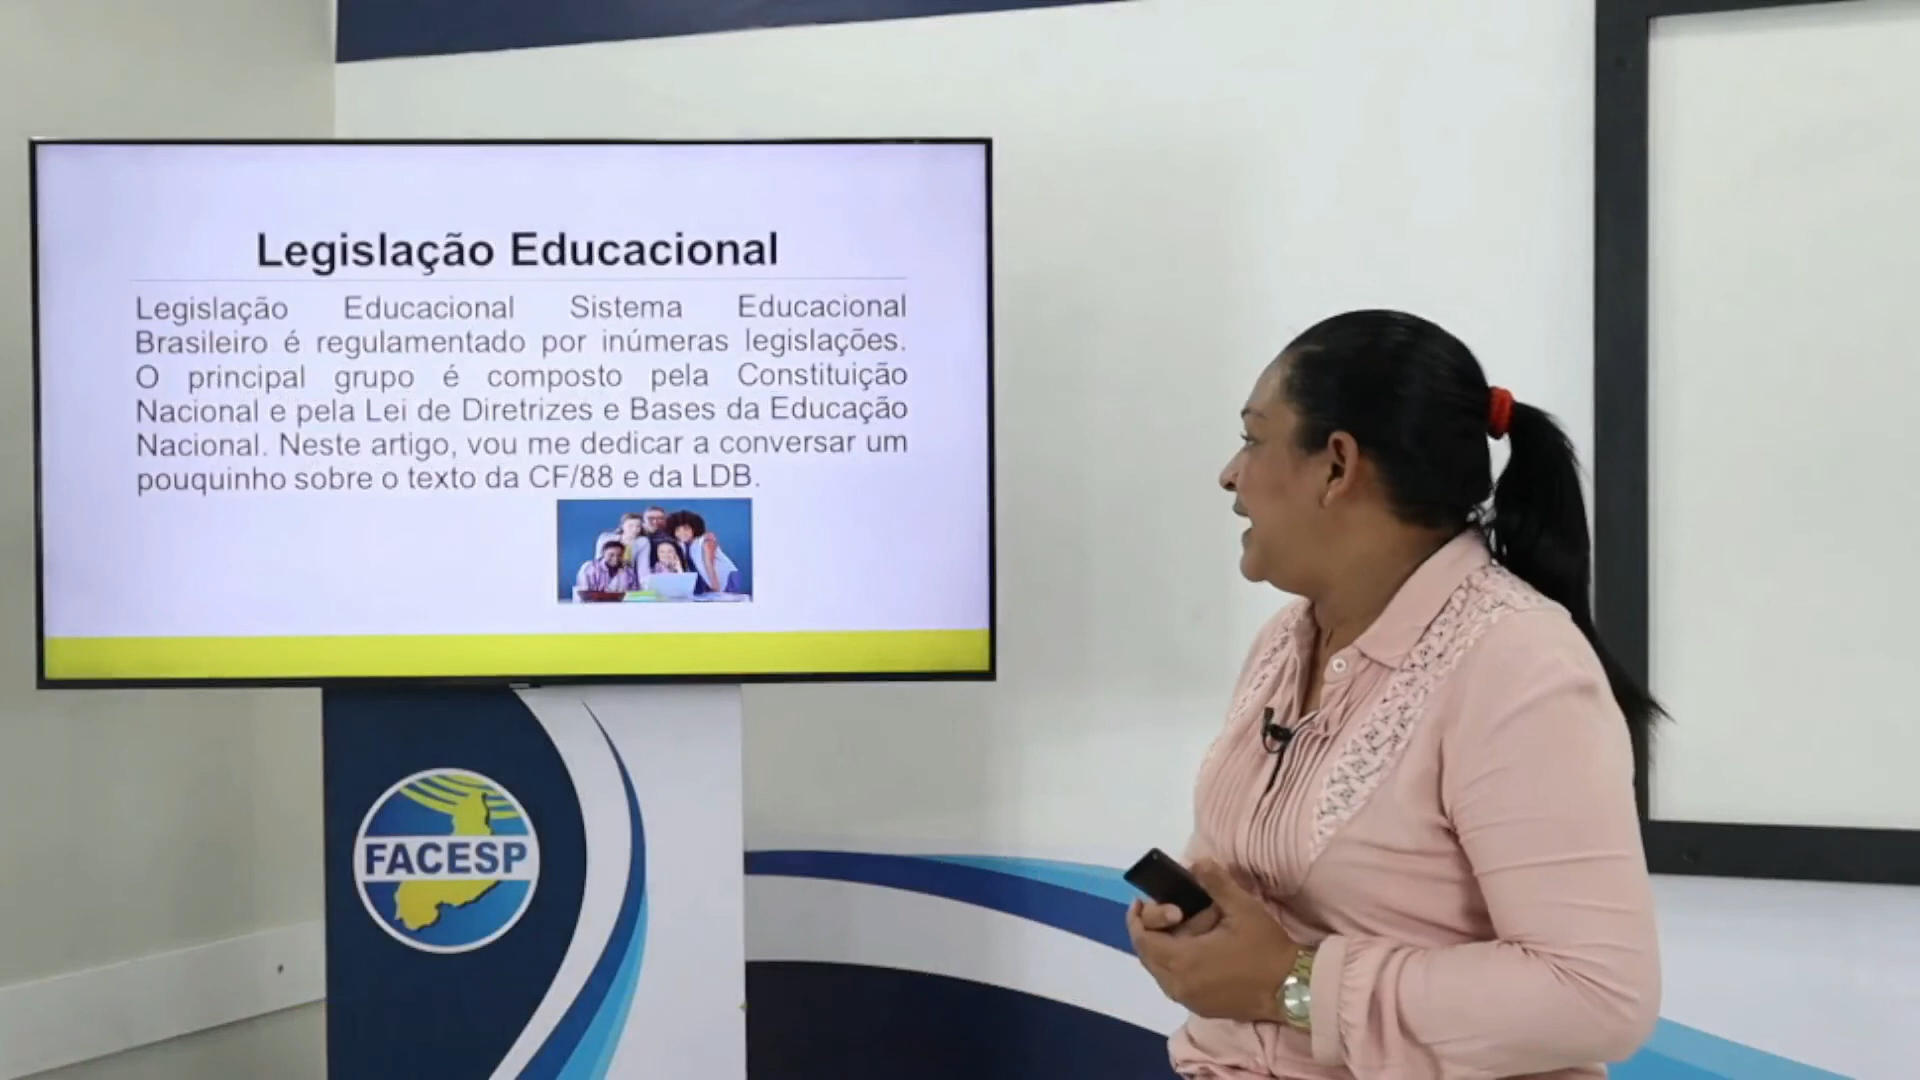 Legislação Educacional
Legislação Educacional Sistema Educacional
Brasileiro é regulamentado por inúmeras legislações.
O principal grupo é composto pela Constituição
Nacional e pela Lei de Diretrizes e Bases da Educação
Nacional. Neste artigo, vou me dedicar a conversar um
pouquinho sobre o texto da CF/88 e da LDB.
FACESP